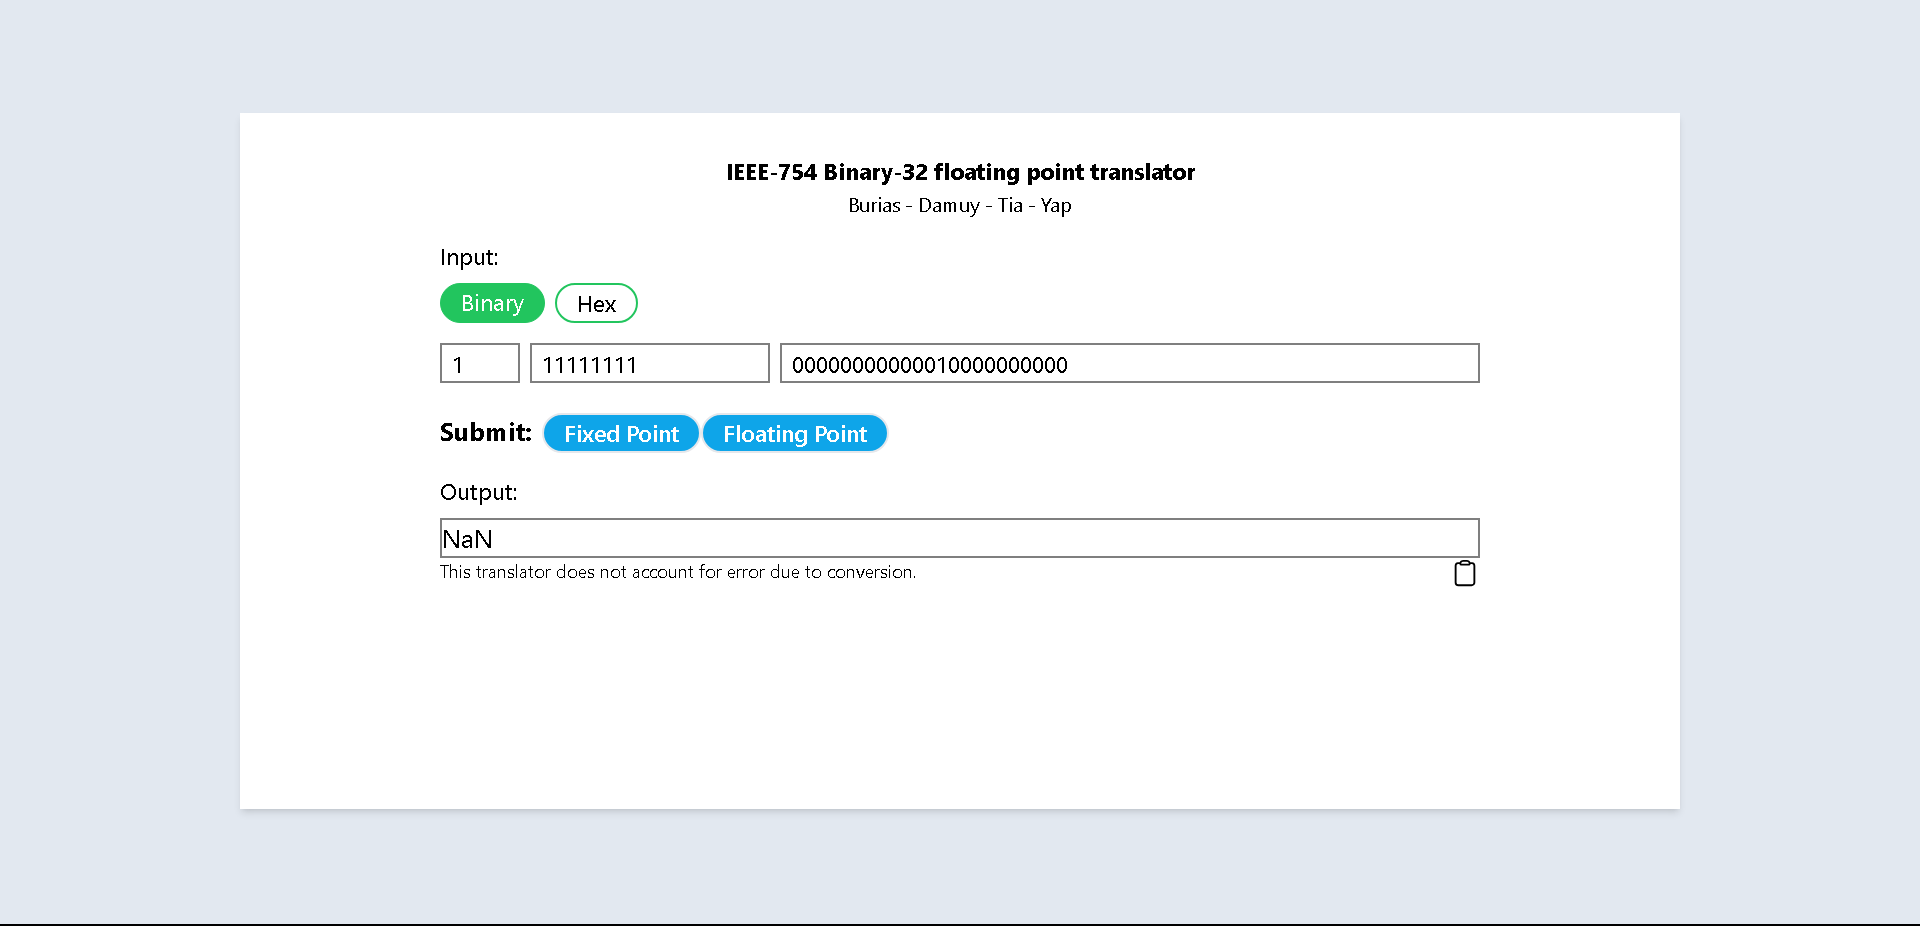 IEEE-754 Binary-32 floating point translator
Burias - Damuy - Tia - Yap
Input:
Binary Hex
1 11111111 00000000000010000000000
Submit: Fixed Point Floating Point
Output:
NaN
This translator does not account for error due to conversion.